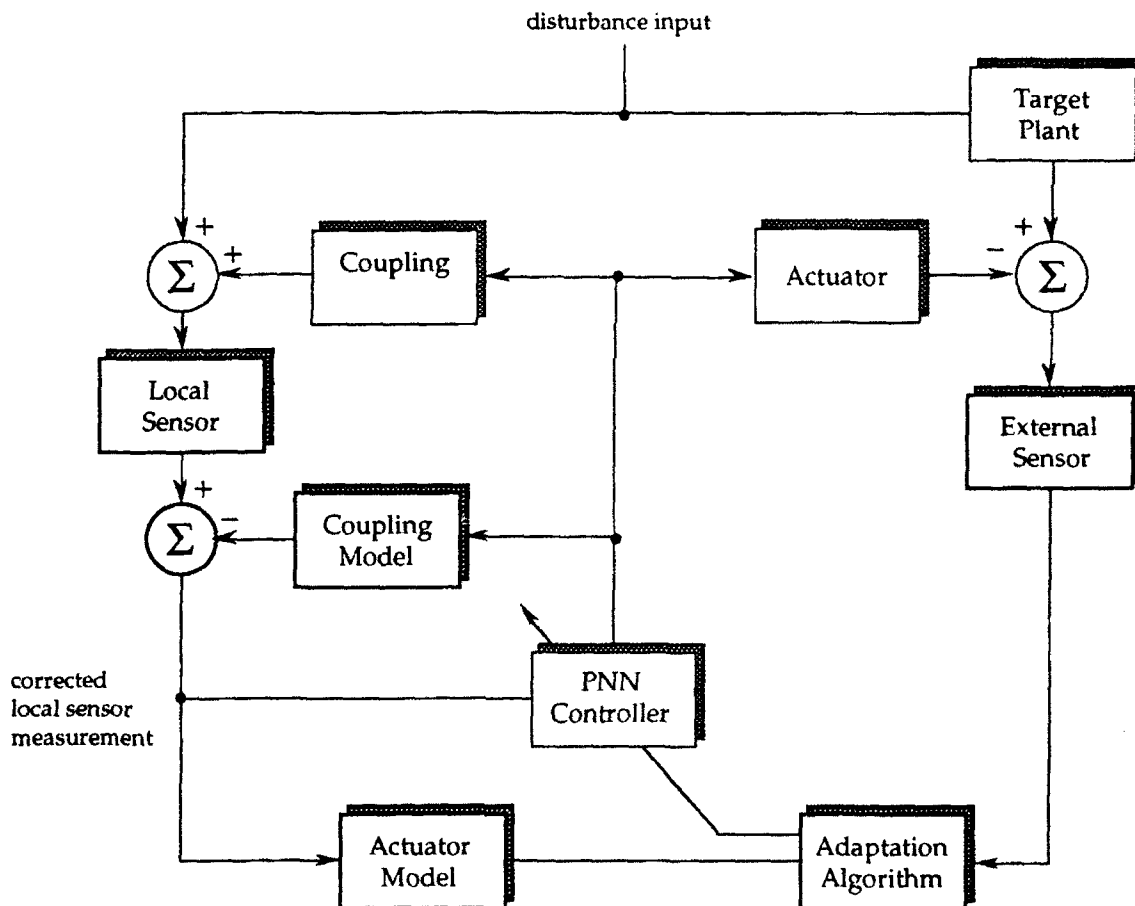 disturbance input
Target
Plant
+
+
Σ
Coupling
Actuator
−
+
Σ
Local
Sensor
External
Sensor
+
−
Σ
Coupling
Model
corrected
local sensor
measurement
PNN
Controller
Actuator
Model
Adaptation
Algorithm